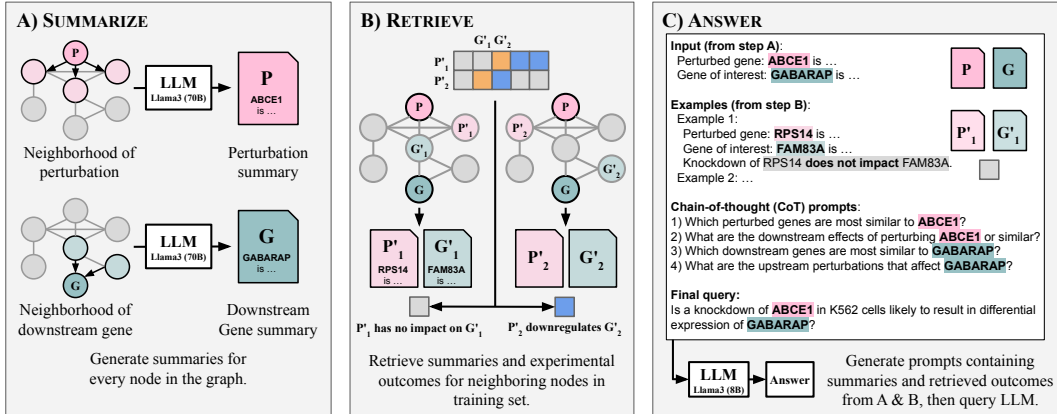 A) SUMMARIZE
P
LLM
Llama3 (70B)
P
ABCE1
is ...
Neighborhood of
perturbation
Perturbation
summary
G
LLM
Llama3 (70B)
G
GABARAP
is ...
Neighborhood of
downstream gene
Downstream
Gene summary
Generate summaries for
every node in the graph.
B) RETRIEVE
G'1 G'2
P'1
P'2
P
P'1
G'1
G
P
P'2
G'2
G
P'1
RPS14
is ...
G'1
FAM83A
is ...
P'2
G'2
P'1 has no impact on G'1
P'2 downregulates G'2
Retrieve summaries and experimental
outcomes for neighboring nodes in
training set.
C) ANSWER
Input (from step A):
Perturbed gene: ABCE1 is ...
Gene of interest: GABARAP is ...
P
G
Examples (from step B):
Example 1:
Perturbed gene: RPS14 is ...
Gene of interest: FAM83A is ...
Knockdown of RPS14 does not impact FAM83A.
Example 2: ...
P'1
G'1
Chain-of-thought (CoT) prompts:
1) Which perturbed genes are most similar to ABCE1?
2) What are the downstream effects of perturbing ABCE1 or similar?
3) Which downstream genes are most similar to GABARAP?
4) What are the upstream perturbations that affect GABARAP?
Final query:
Is a knockdown of ABCE1 in K562 cells likely to result in differential
expression of GABARAP?
LLM
Llama3 (8B)
Answer
Generate prompts containing
summaries and retrieved outcomes
from A & B, then query LLM.